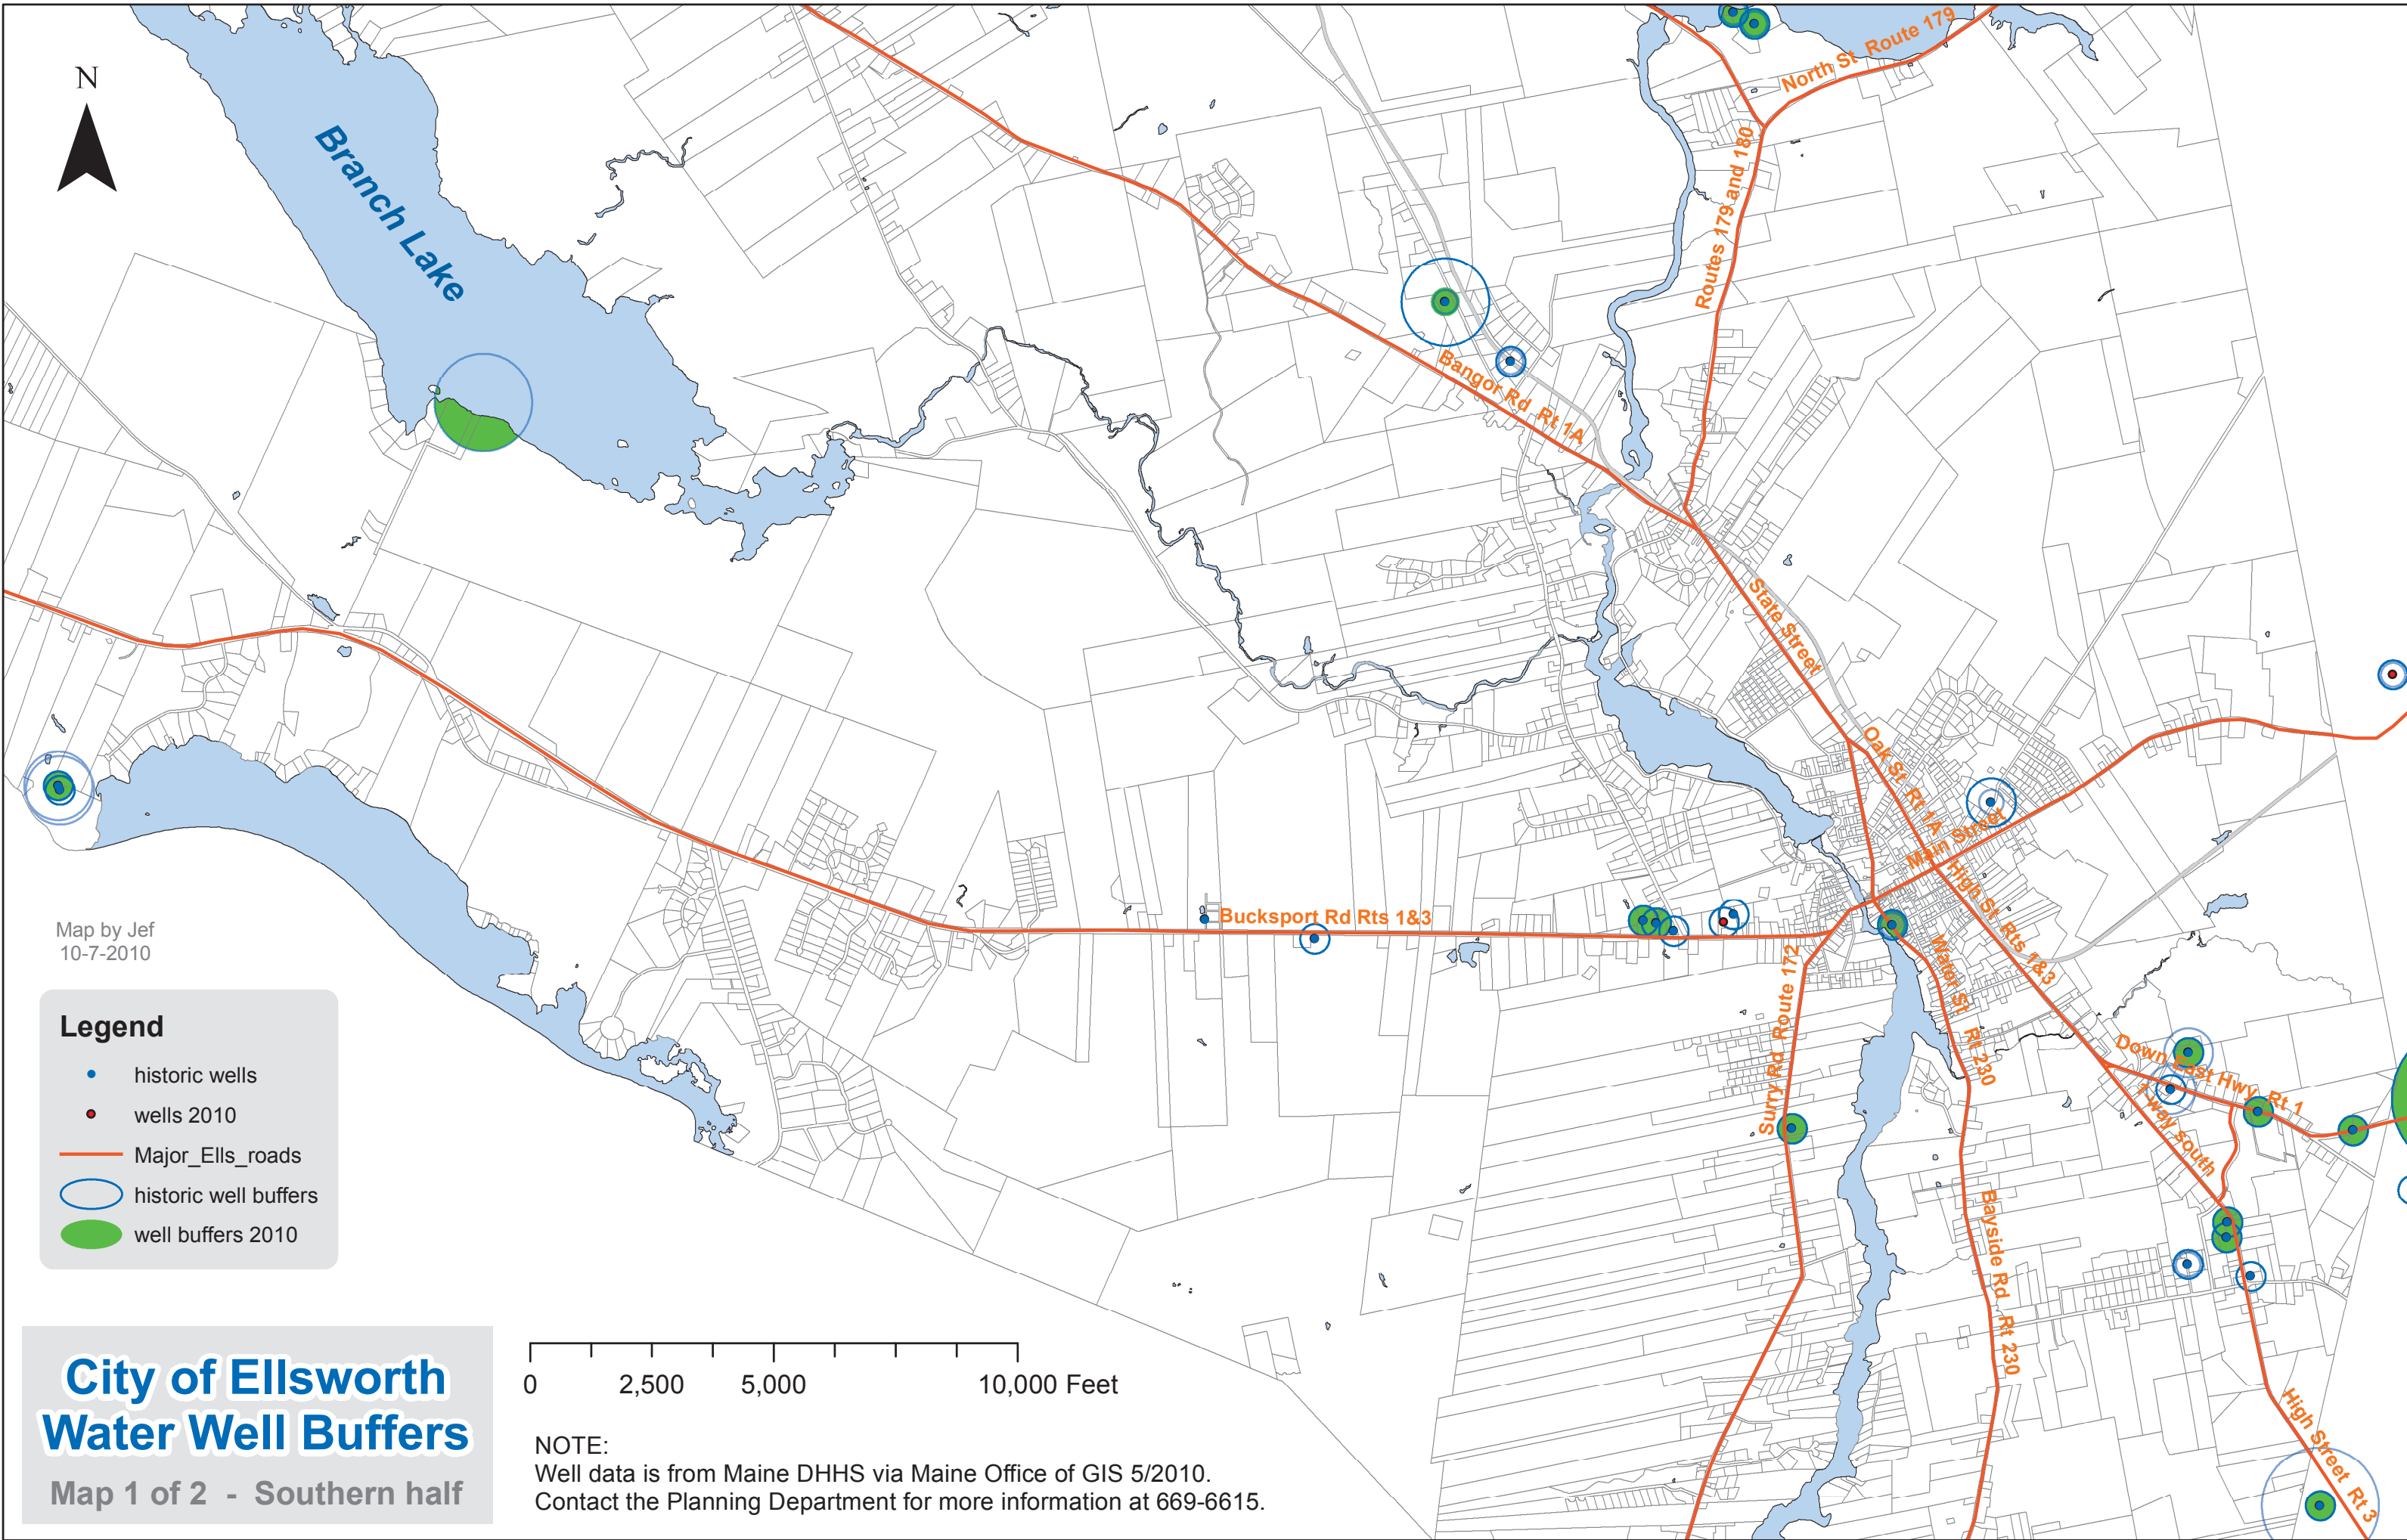 N
Branch Lake
North St Route 179
Routes 179 and 180
Bangor Rd Rt 1A
State Street
Oak St Rt 1A
Main Street
High St Rts 1&3
Bucksport Rd Rts 1&3
Water St Rt 230
Surry Rd Route 172
Down East Hwy Rt 1
1-way south
Bayside Rd Rt 230
High Street Rt 3
Map by Jef
10-7-2010
Legend
historic wells
wells 2010
Major_Ells_roads
historic well buffers
well buffers 2010
City of Ellsworth
Water Well Buffers
Map 1 of 2 - Southern half
0 2,500 5,000 10,000 Feet
NOTE:
Well data is from Maine DHHS via Maine Office of GIS 5/2010.
Contact the Planning Department for more information at 669-6615.